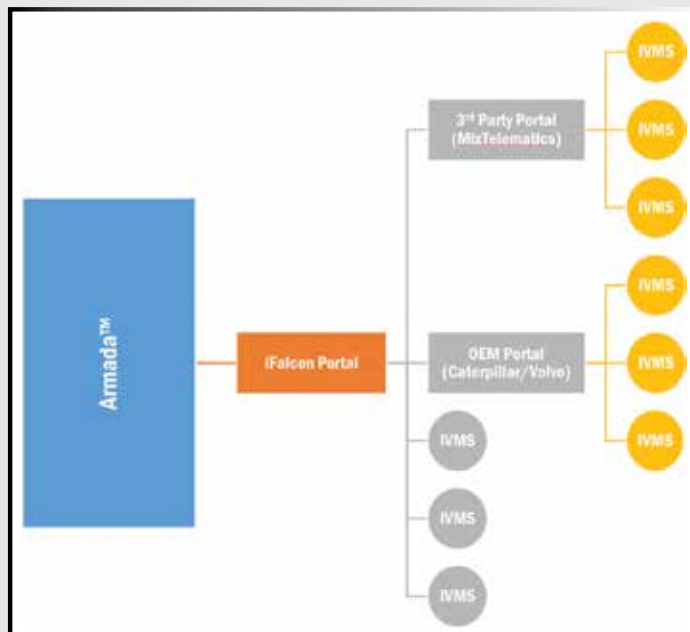 Armada™
iFalcon Portal
3rd Party Portal
(MixTelematics)
OEM Portal
(Caterpillar/Volvo)
IVMS
IVMS
IVMS
IVMS
IVMS
IVMS
IVMS
IVMS
IVMS